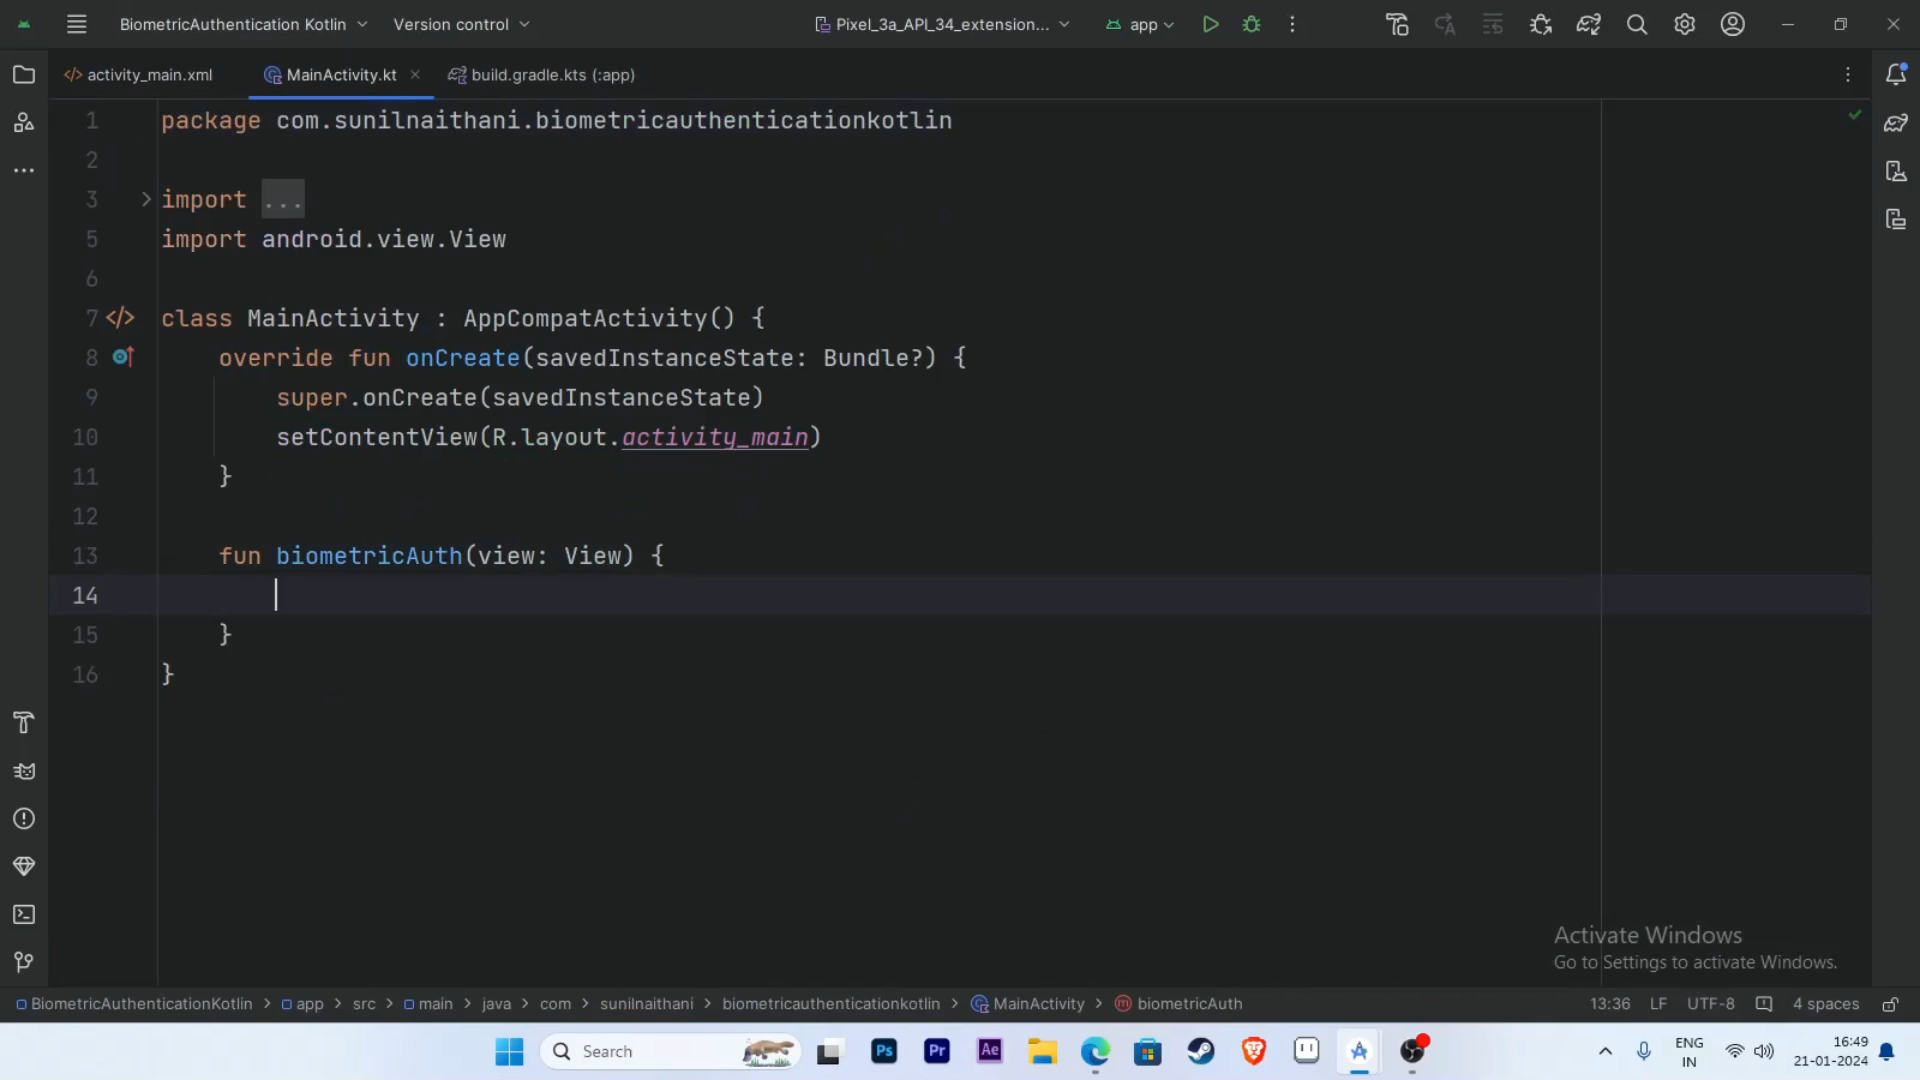 BiometricAuthentication Kotlin
Version control
Pixel_3a_API_34_extension...
app
activity_main.xml
MainActivity.kt
build.gradle.kts (:app)
1 package com.sunilnaithani.biometricauthenticationkotlin
2
3 import ...
5 import android.view.View
6
7 class MainActivity : AppCompatActivity() {
8 override fun onCreate(savedInstanceState: Bundle?) {
9 super.onCreate(savedInstanceState)
10 setContentView(R.layout.activity_main)
11 }
12
13 fun biometricAuth(view: View) {
14
15 }
16 }
Activate Windows
Go to Settings to activate Windows.
BiometricAuthenticationKotlin > app > src > main > java > com > sunilnaithani > biometricauthenticationkotlin > MainActivity > biometricAuth
13:36 LF UTF-8 4 spaces
Search
Ps
Pr
Ae
ENG
IN
16:49
21-01-2024